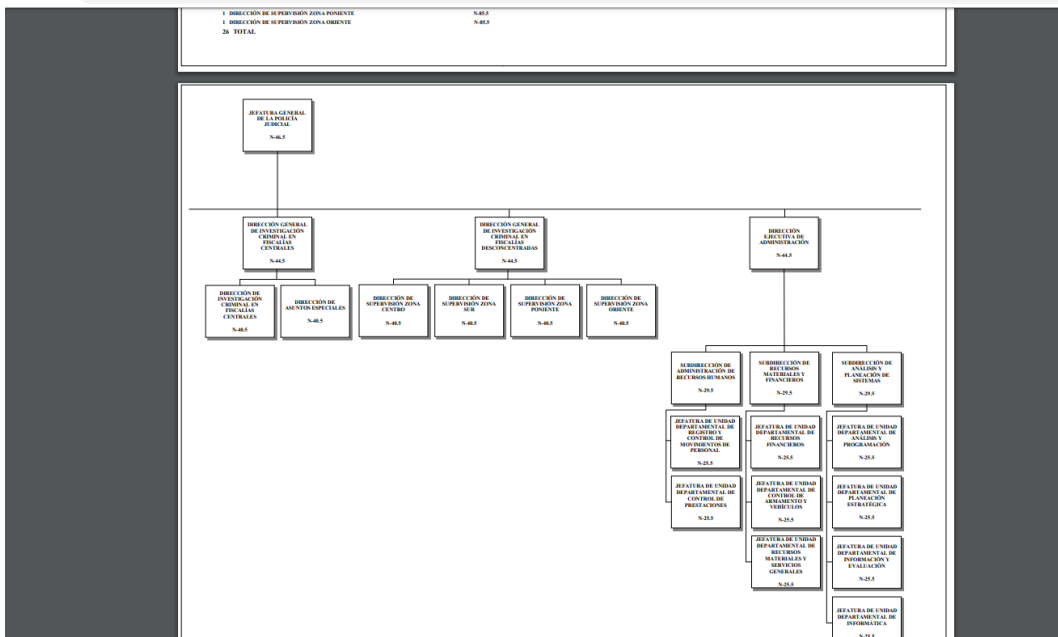 1 DIRECCIÓN DE SUPERVISIÓN ZONA PONIENTE N-85.5
1 DIRECCIÓN DE SUPERVISIÓN ZONA ORIENTE N-85.5
26 TOTAL
JEFATURA GENERAL
DE LA POLICÍA
JUDICIAL
N-46.5
DIRECCIÓN GENERAL
DE INVESTIGACIÓN
CRIMINAL EN
FISCALÍAS
CENTRALES
N-44.5
DIRECCIÓN GENERAL
DE INVESTIGACIÓN
CRIMINAL EN
FISCALÍAS
DESCONCENTRADAS
N-44.5
DIRECCIÓN
EJECUTIVA DE
ADMINISTRACIÓN
N-44.5
DIRECCIÓN DE
INVESTIGACIÓN
CRIMINAL EN
FISCALÍAS
CENTRALES
N-40.5
DIRECCIÓN DE
ASUNTOS ESPECIALES
N-40.5
DIRECCIÓN DE
SUPERVISIÓN ZONA
CENTRO
N-40.5
DIRECCIÓN DE
SUPERVISIÓN ZONA
SUR
N-40.5
DIRECCIÓN DE
SUPERVISIÓN ZONA
PONIENTE
N-40.5
DIRECCIÓN DE
SUPERVISIÓN ZONA
ORIENTE
N-40.5
SUBDIRECCIÓN DE
ADMINISTRACIÓN DE
RECURSOS HUMANOS
N-29.5
SUBDIRECCIÓN DE
RECURSOS
MATERIALES Y
FINANCIEROS
N-29.5
SUBDIRECCIÓN DE
ANÁLISIS Y
PLANEACIÓN DE
SISTEMAS
N-29.5
JEFATURA DE UNIDAD
DEPARTAMENTAL DE
REGISTRO Y
CONTROL DE
MOVIMIENTOS DE
PERSONAL
N-25.5
JEFATURA DE UNIDAD
DEPARTAMENTAL DE
RECURSOS
FINANCIEROS
N-25.5
JEFATURA DE UNIDAD
DEPARTAMENTAL DE
ANÁLISIS Y
PROGRAMACIÓN
N-25.5
JEFATURA DE UNIDAD
DEPARTAMENTAL DE
CONTROL DE
PRESTACIONES
N-25.5
JEFATURA DE UNIDAD
DEPARTAMENTAL DE
CONTROL DE
ARMAMENTO Y
VEHÍCULOS
N-25.5
JEFATURA DE UNIDAD
DEPARTAMENTAL DE
PLANEACIÓN
ESTRATÉGICA
N-25.5
JEFATURA DE UNIDAD
DEPARTAMENTAL DE
RECURSOS
MATERIALES Y
SERVICIOS
GENERALES
N-25.5
JEFATURA DE UNIDAD
DEPARTAMENTAL DE
INFORMACIÓN Y
EVALUACIÓN
N-25.5
JEFATURA DE UNIDAD
DEPARTAMENTAL DE
INFORMÁTICA
N-25.5